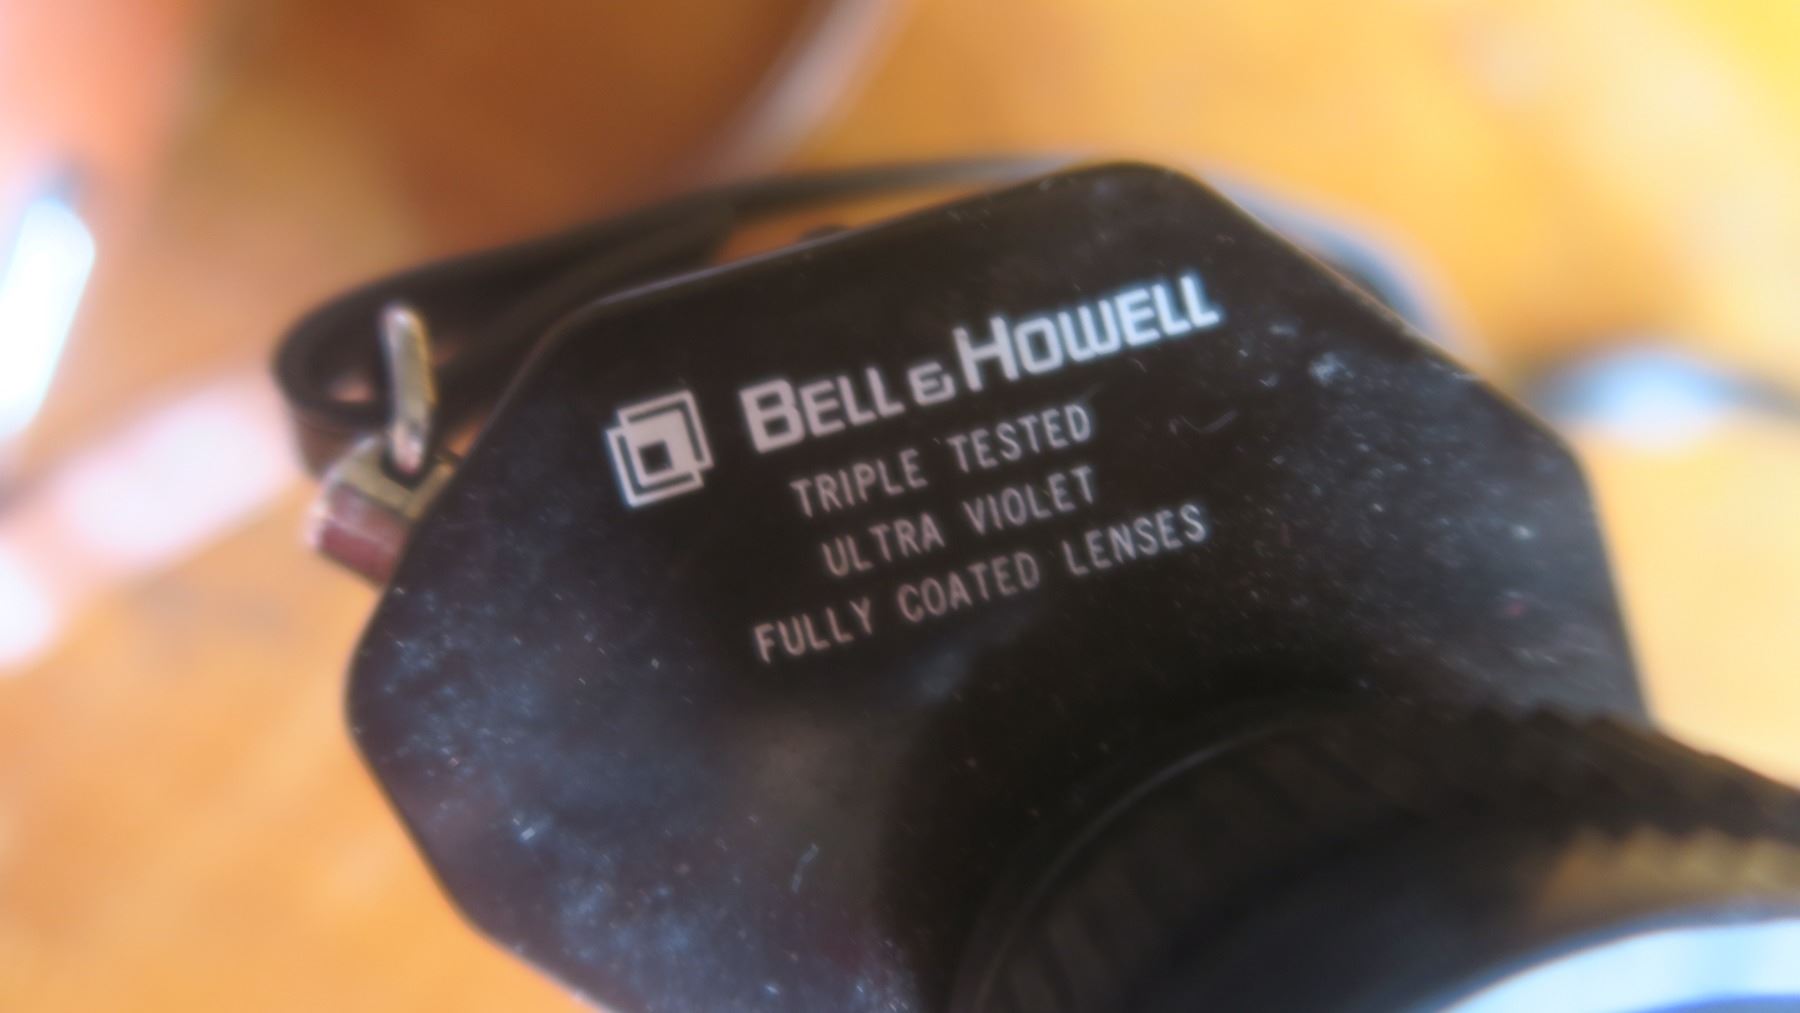 BELL & HOWELL
TRIPLE TESTED
ULTRA VIOLET
FULLY COATED LENSES